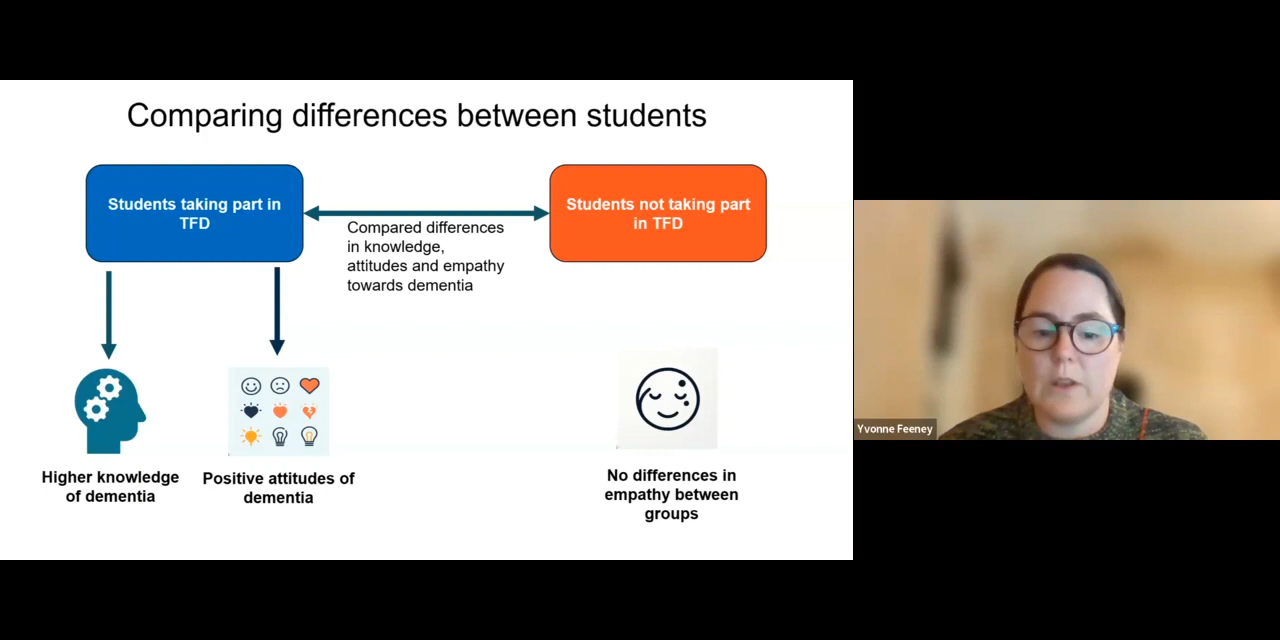 Comparing differences between students
Students taking part in
TFD
Students not taking part
in TFD
Compared differences
in knowledge,
attitudes and empathy
towards dementia
Higher knowledge
of dementia
Positive attitudes of
dementia
No differences in
empathy between
groups
Yvonne Feeney